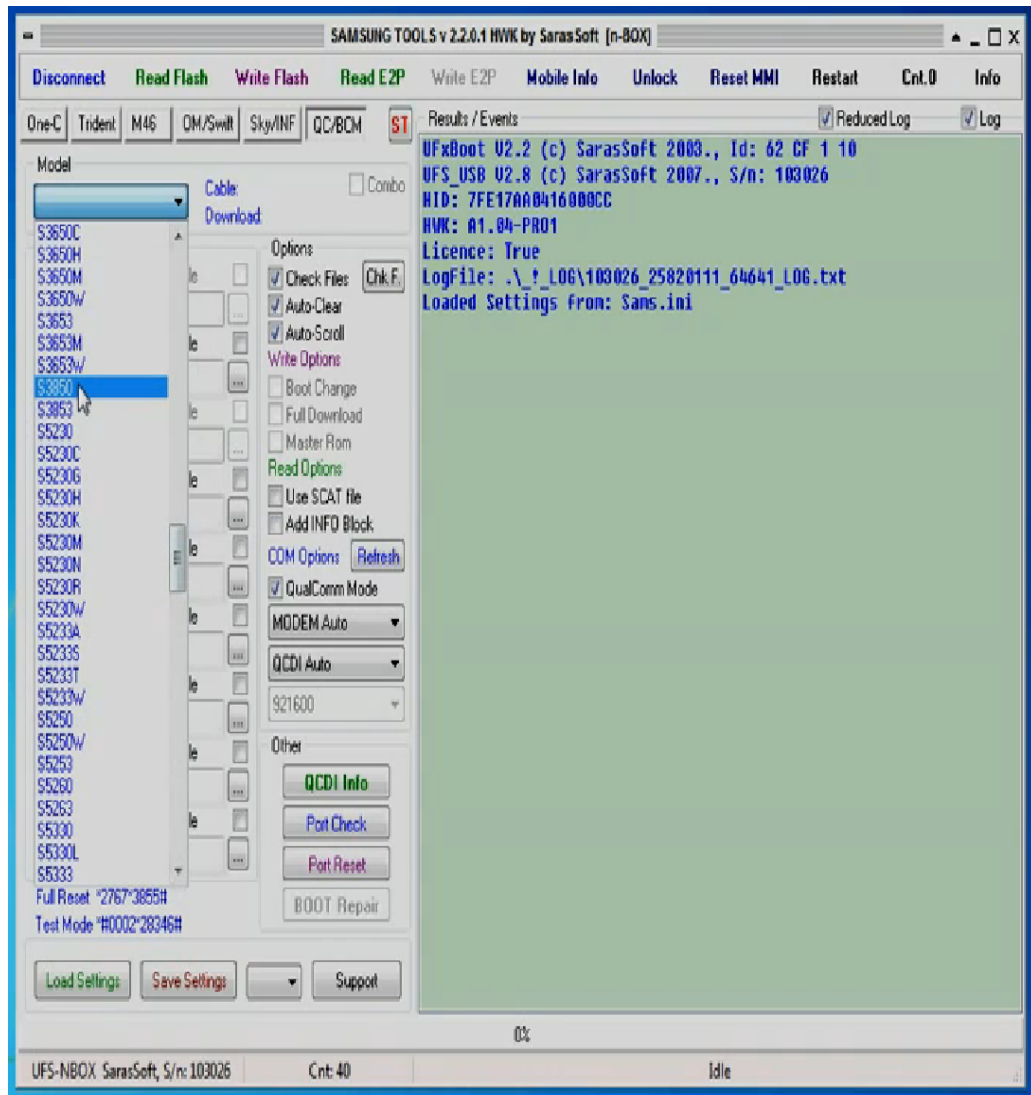 SAMSUNG TOOLS v 2.2.0.1 HWK by SarasSoft [n-BOX]
Disconnect Read Flash Write Flash Read E2P Write E2P Mobile Info Unlock Reset MMI Restart Cnt.0 Info
One-C Trident M46 OM/Swift Sky/INF QC/BCM ST
Results / Events Reduced Log Log
Model
Cable:
Download:
Combo
S3650C
S3650H
S3650M
S3650W
S3653
S3653M
S3653W
S3850
S3853
S5230
S5230C
S5230G
S5230H
S5230K
S5230M
S5230N
S5230R
S5230W
S5233A
S5233S
S5233T
S5233W
S5250
S5250W
S5253
S5260
S5263
S5330
S5330L
S5333
le
le
le
le
le
le
le
le
le
Options
Check Files Chk.F.
Auto-Clear
Auto-Scroll
Write Options
Boot Change
Full Download
Master Rom
Read Options
Use SCAT file
Add INFO Block
COM Options Refresh
QualComm Mode
MODEM Auto
QCDI Auto
921600
Other
QCDI Info
Port Check
Port Reset
BOOT Repair
Full Reset *2767*3855#
Test Mode *#0002*28346#
Load Settings Save Settings Support
UFxBoot V2.2 (c) SarasSoft 2003., Id: 62 CF 1 10
UFS_USB V2.8 (c) SarasSoft 2007., S/n: 103026
HID: 7FE17AA0416000CC
HWK: A1.04-PRO1
Licence: True
LogFile: .\_!_LOG\103026_25820111_64641_LOG.txt
Loaded Settings from: Sams.ini
0%
UFS-NBOX SarasSoft, S/n: 103026 Cnt: 40 Idle